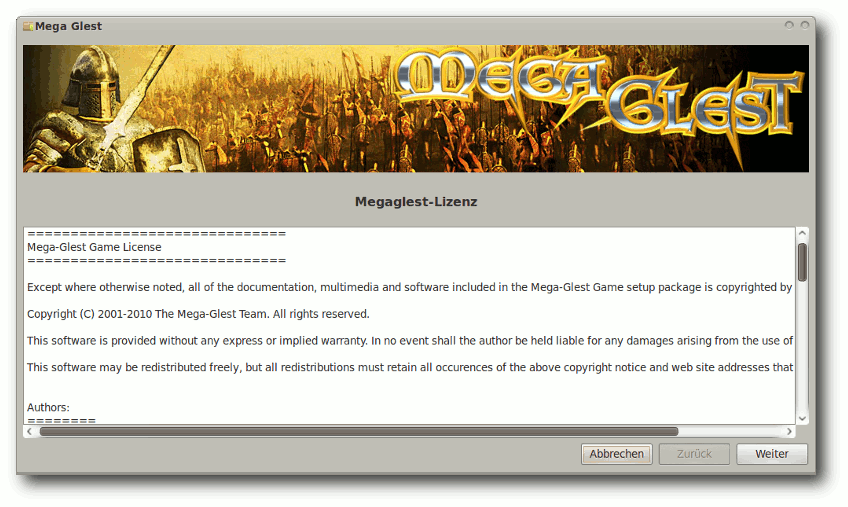 Mega Glest
MEGA GLEST
Megaglest-Lizenz
==============================
Mega-Glest Game License
==============================
Except where otherwise noted, all of the documentation, multimedia and software included in the Mega-Glest Game setup package is copyrighted by
Copyright (C) 2001-2010 The Mega-Glest Team. All rights reserved.
This software is provided without any express or implied warranty. In no event shall the author be held liable for any damages arising from the use of
This software may be redistributed freely, but all redistributions must retain all occurences of the above copyright notice and web site addresses that
Authors:
========
Abbrechen Zurück Weiter